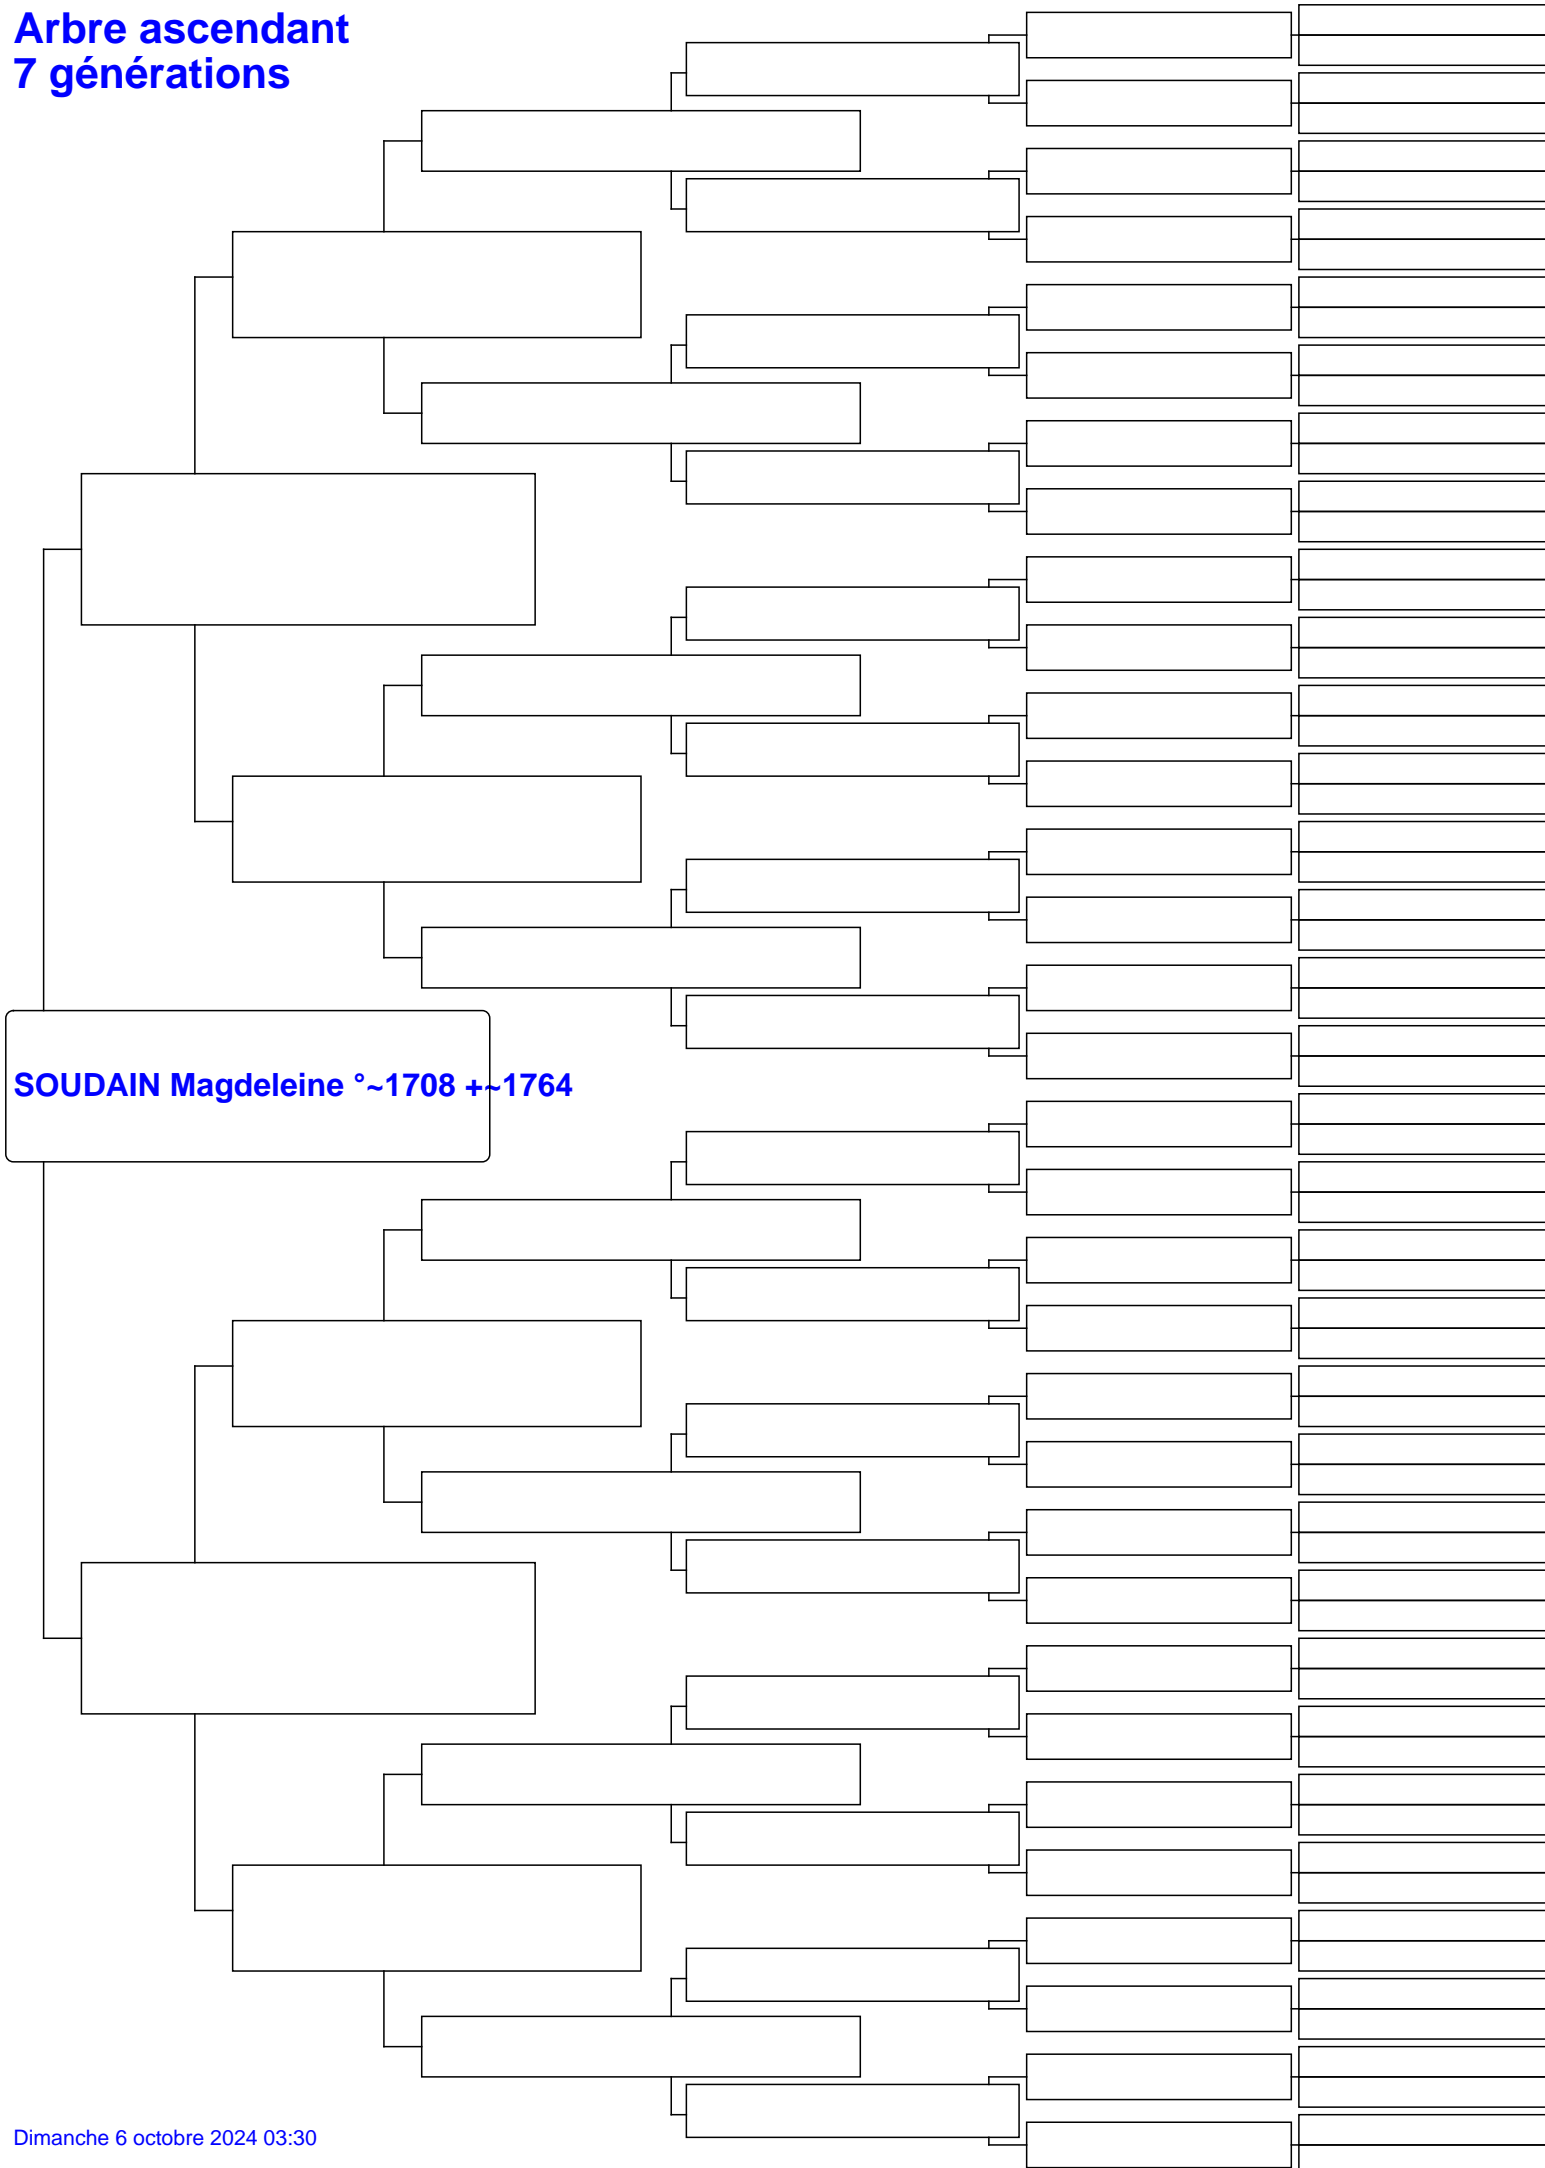 Arbre ascendant
7 générations
SOUDAIN Magdeleine °~1708 +~1764
Dimanche 6 octobre 2024 03:30